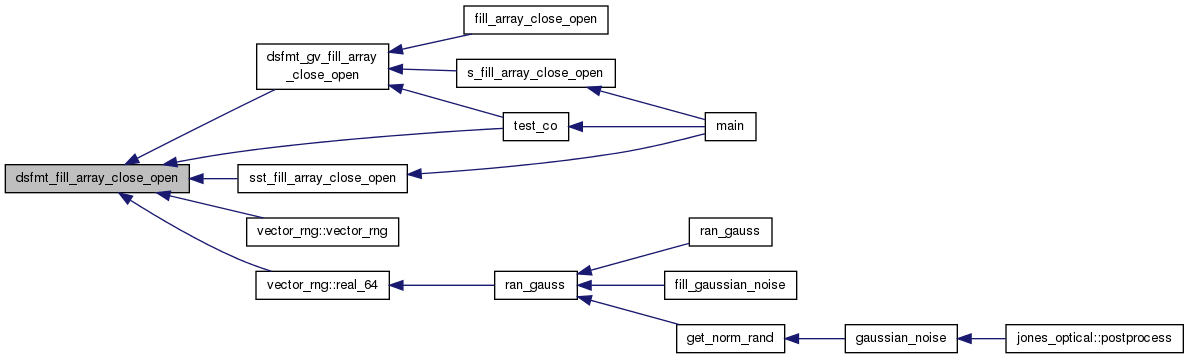 fill_array_close_open
dsfmt_gv_fill_array
_close_open
s_fill_array_close_open
test_co
main
dsfmt_fill_array_close_open
sst_fill_array_close_open
vector_rng::vector_rng
ran_gauss
vector_rng::real_64
ran_gauss
fill_gaussian_noise
get_norm_rand
gaussian_noise
jones_optical::postprocess